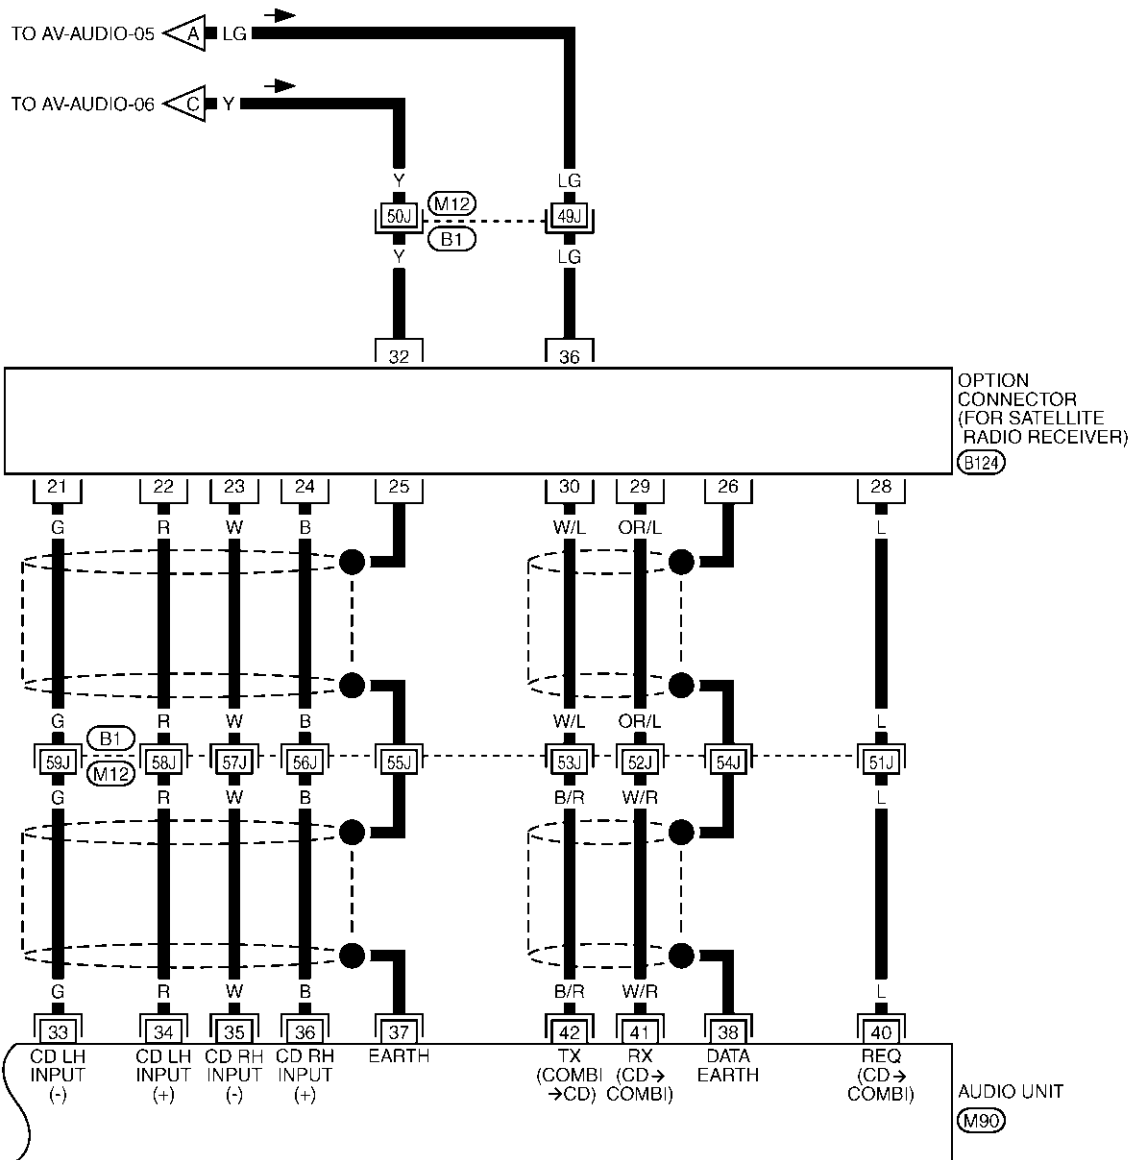 TO AV-AUDIO-05 A LG
TO AV-AUDIO-06 C Y
Y LG
50J M12 49J
B1
Y LG
32 36
OPTION
CONNECTOR
(FOR SATELLITE
RADIO RECEIVER)
B124
21 22 23 24 25 30 29 26 28
G R W B W/L OR/L L
G R W B W/L OR/L L
B1
59J 58J 57J 56J 55J 53J 52J 54J 51J
M12
G R W B B/R W/R L
G R W B B/R W/R L
33 34 35 36 37 42 41 38 40
CD LH CD LH CD RH CD RH EARTH TX RX DATA REQ
INPUT INPUT INPUT INPUT (COMBI (CD→ EARTH (CD→
(-) (+) (-) (+) →CD) COMBI) COMBI)
AUDIO UNIT
M90